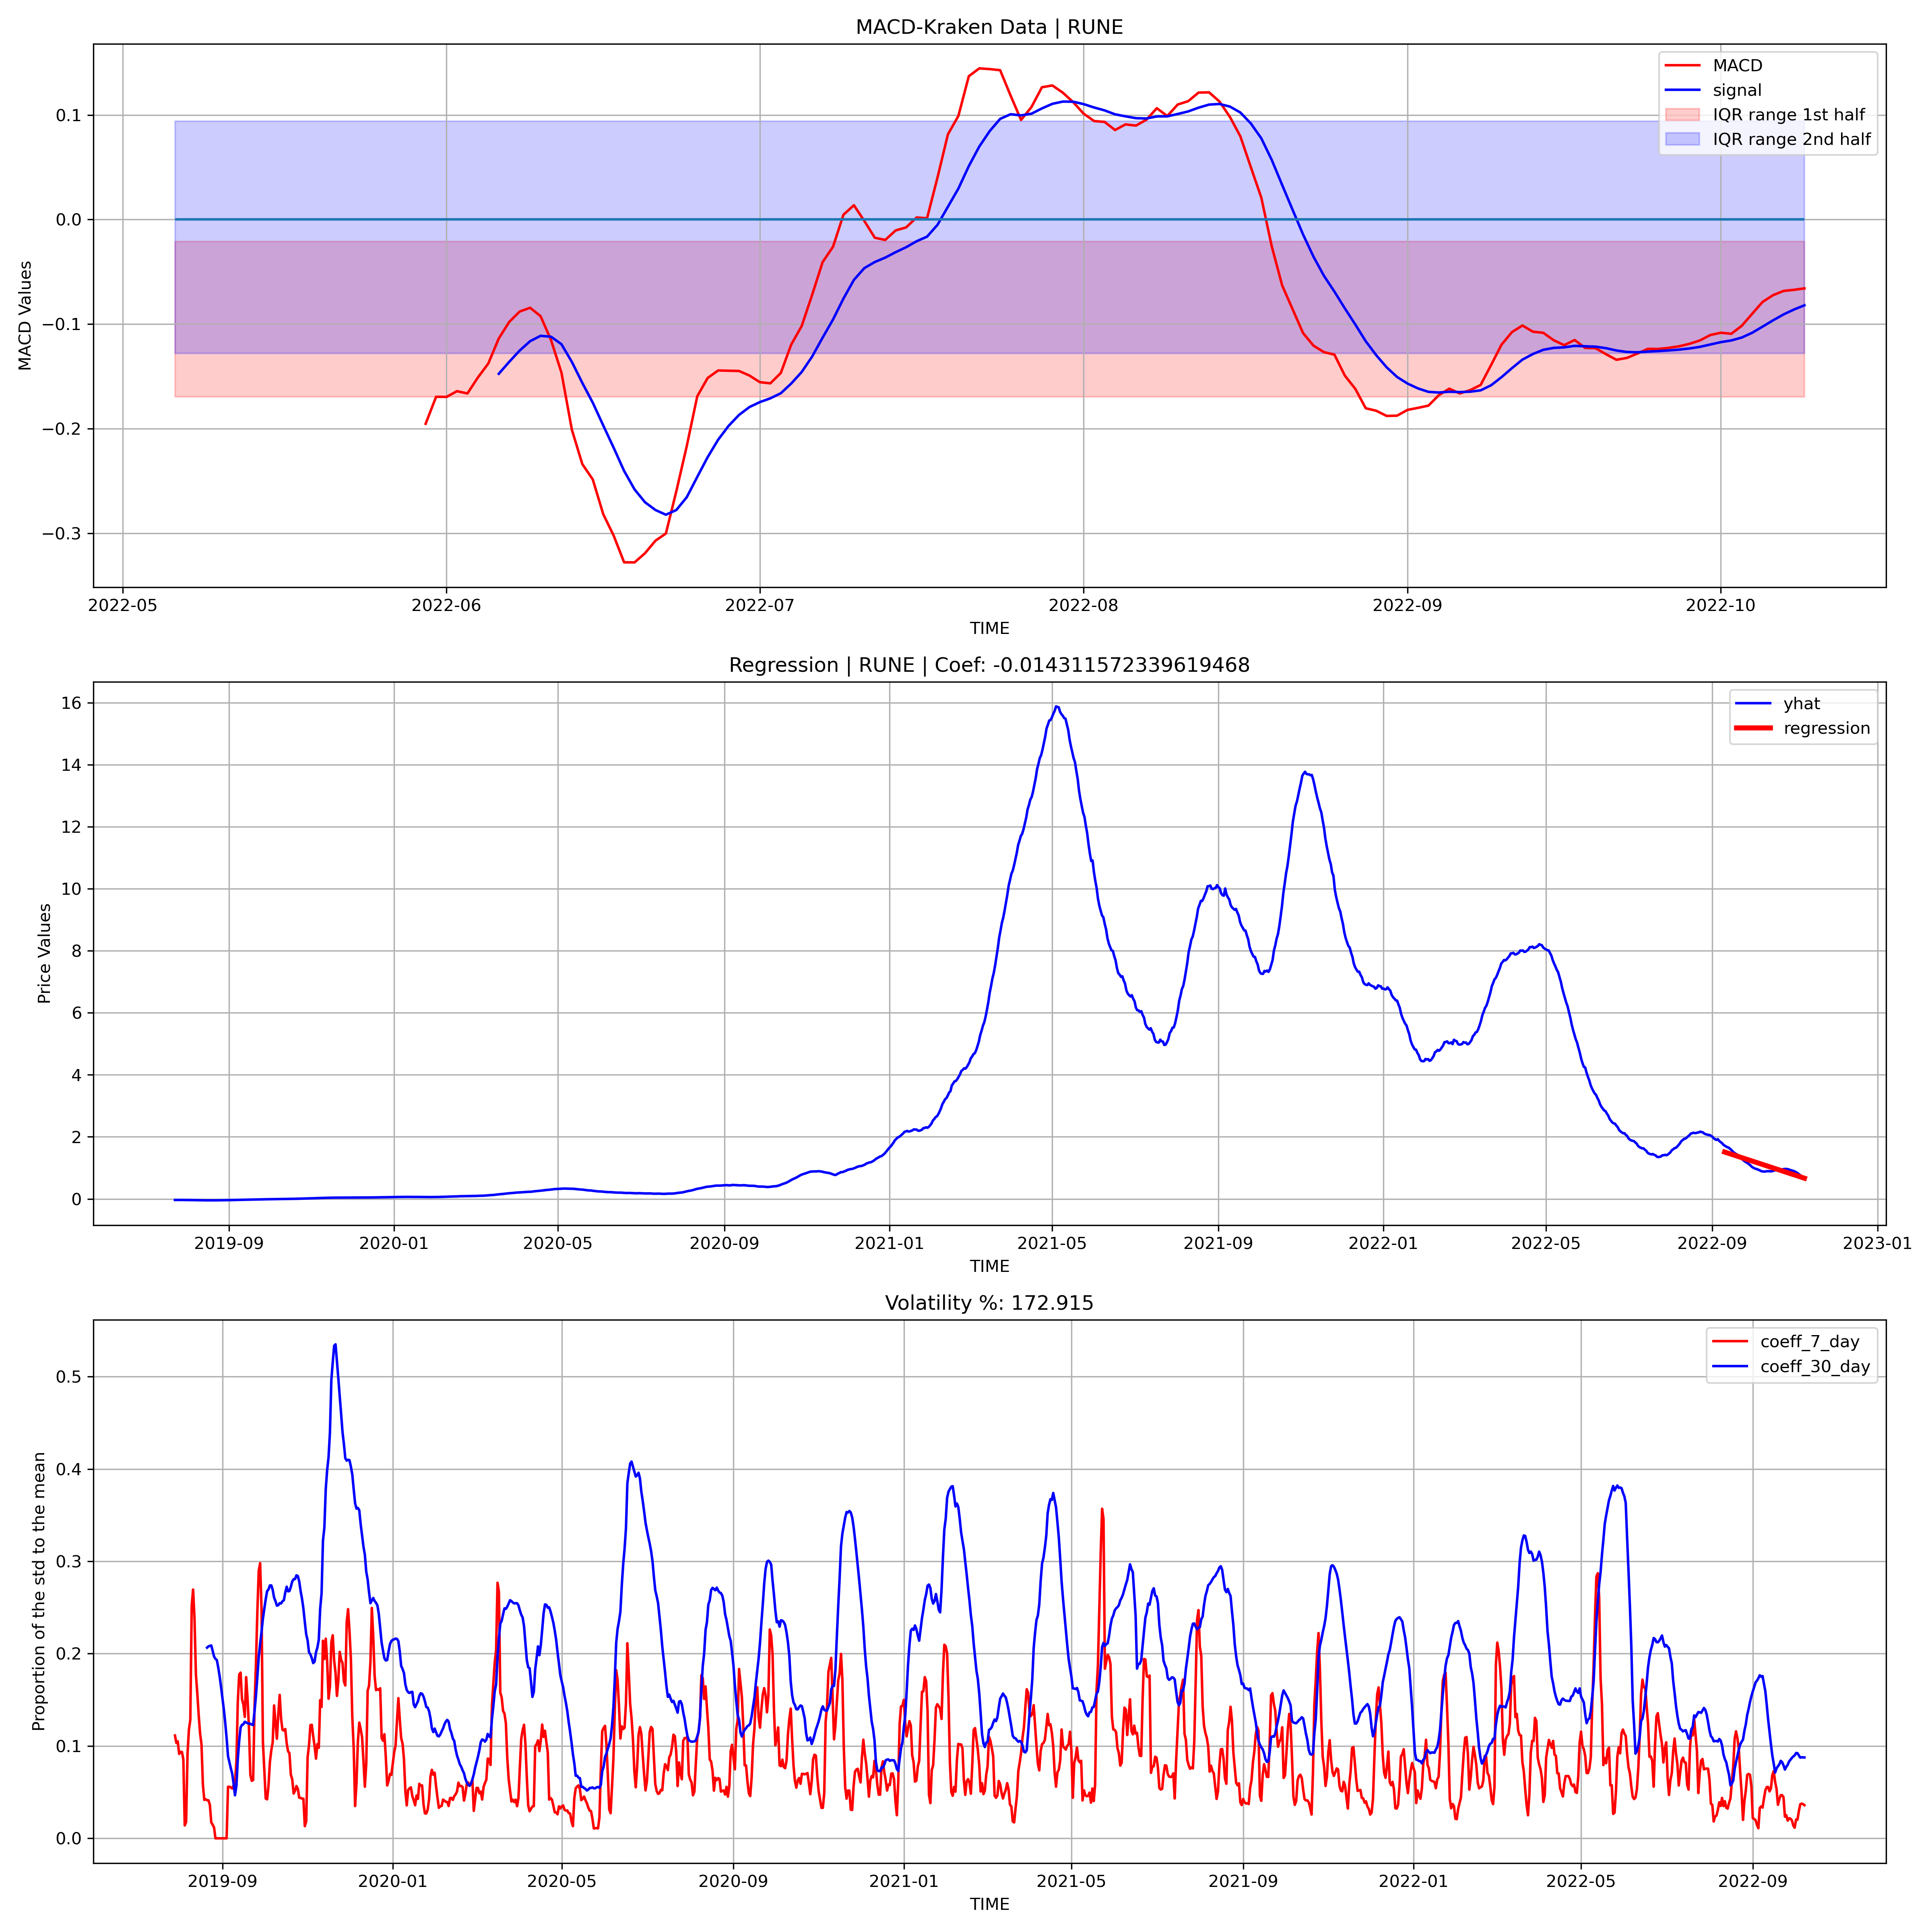 MACD-Kraken Data | RUNE
MACD
signal
IQR range 1st half
IQR range 2nd half
MACD Values
0.1
0.0
−0.1
−0.2
−0.3
2022-05 2022-06 2022-07 2022-08 2022-09 2022-10
TIME
Regression | RUNE | Coef: -0.014311572339619468
yhat
regression
Price Values
16
14
12
10
8
6
4
2
0
2019-09 2020-01 2020-05 2020-09 2021-01 2021-05 2021-09 2022-01 2022-05 2022-09 2023-01
TIME
Volatility %: 172.915
coeff_7_day
coeff_30_day
Proportion of the std to the mean
0.5
0.4
0.3
0.2
0.1
0.0
2019-09 2020-01 2020-05 2020-09 2021-01 2021-05 2021-09 2022-01 2022-05 2022-09
TIME